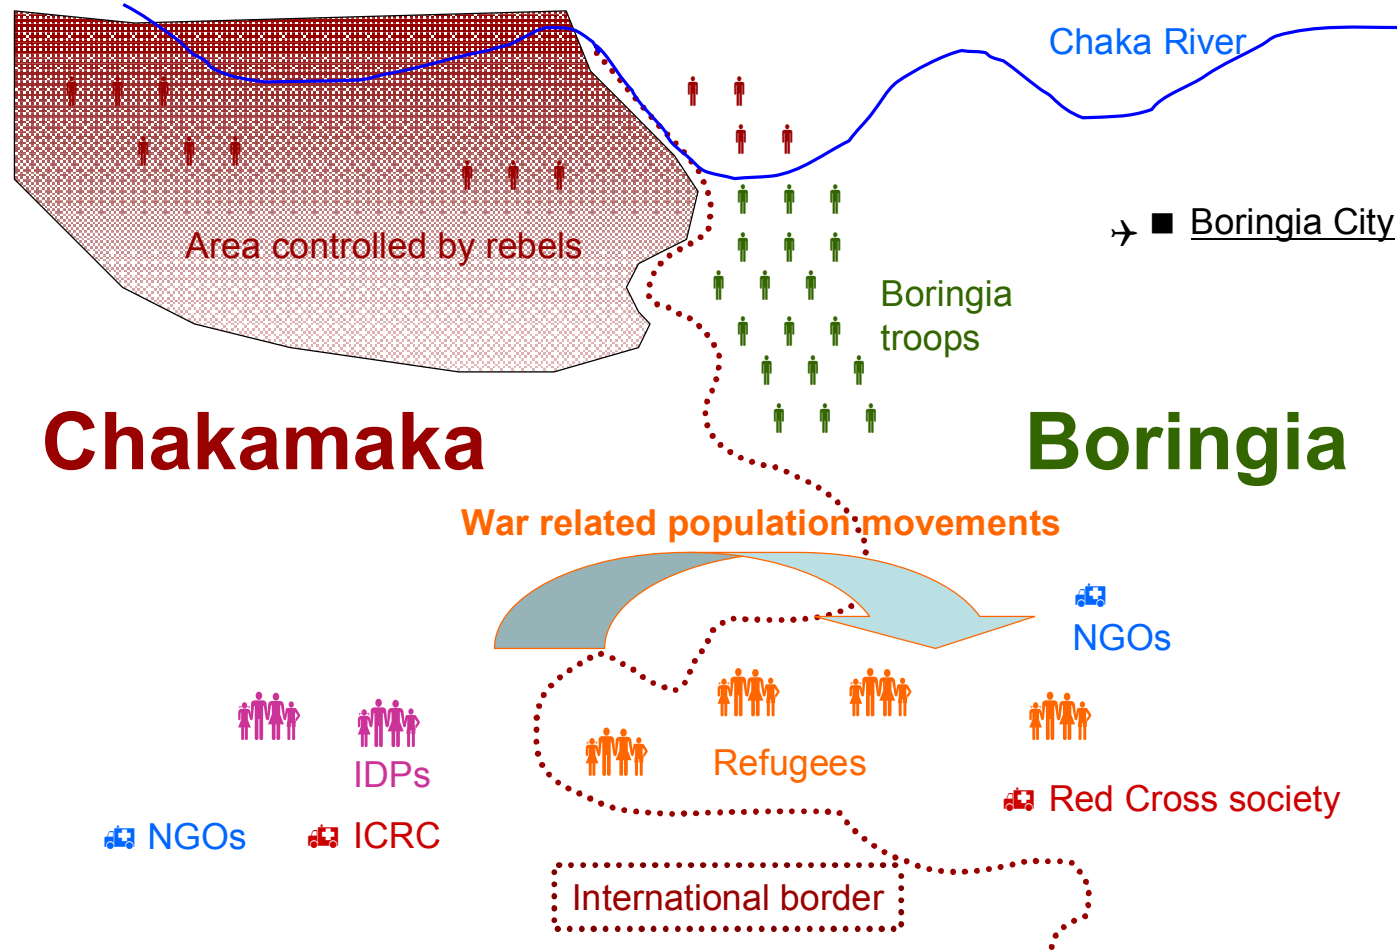 Chaka River
Boringia City
Area controlled by rebels
Boringia
troops
Chakamaka
Boringia
War related population movements
NGOs
IDPs
Refugees
Red Cross society
NGOs
ICRC
International border